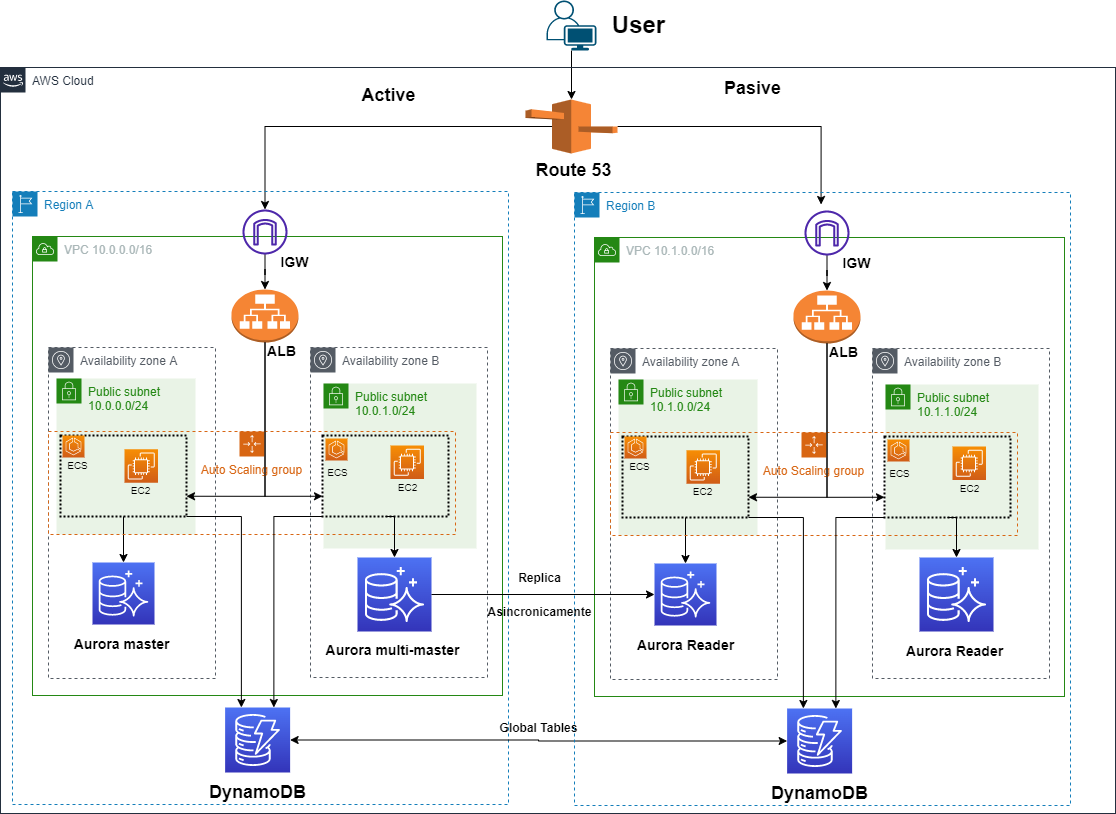 User
aws
AWS Cloud
Active
Pasive
Route 53
Region A
VPC 10.0.0.0/16
IGW
ALB
Availability zone A
Public subnet
10.0.0.0/24
Availability zone B
Public subnet
10.0.1.0/24
ECS
EC2
Auto Scaling group
ECS
EC2
Aurora master
Aurora multi-master
DynamoDB
Replica
Asincronicamente
Global Tables
Region B
VPC 10.1.0.0/16
IGW
ALB
Availability zone A
Public subnet
10.1.0.0/24
Availability zone B
Public subnet
10.1.1.0/24
ECS
EC2
Auto Scaling group
ECS
EC2
Aurora Reader
Aurora Reader
DynamoDB